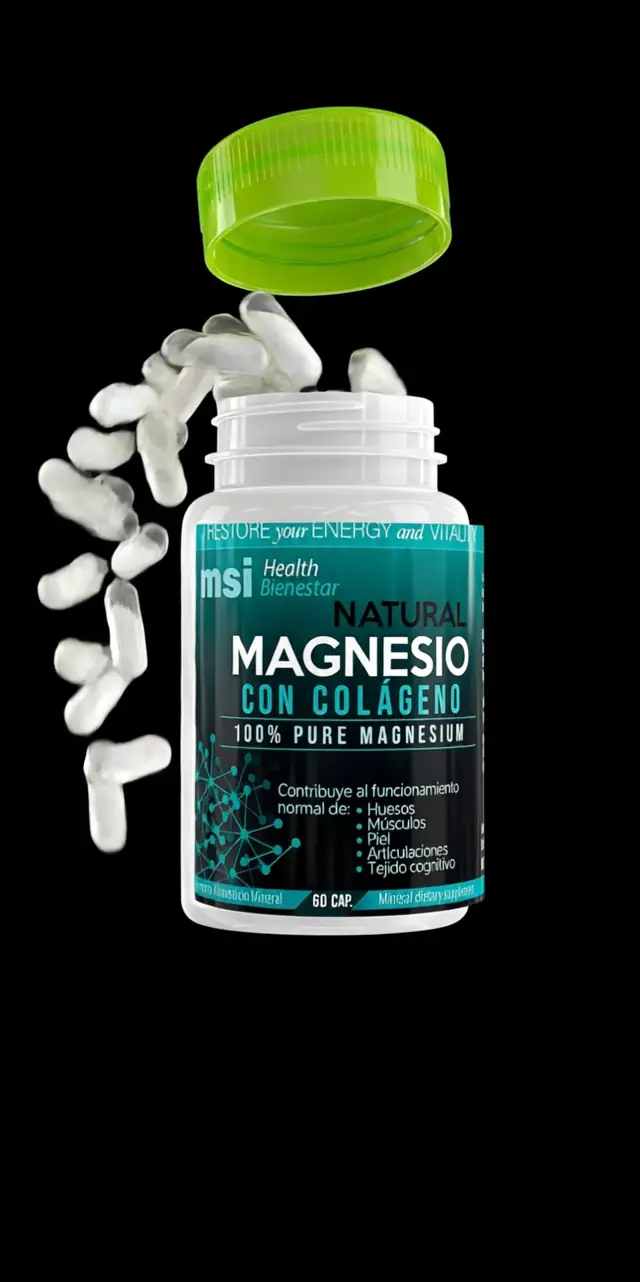 RESTORE your ENERGY and VITALITY
msi Health
Bienestar
NATURAL
MAGNESIO
CON COLÁGENO
100% PURE MAGNESIUM
Contribuye al funcionamiento
normal de: • Huesos
• Músculos
• Piel
• Articulaciones
• Tejido cognitivo
Mineral 60 CAP. Mineral dietary supplement